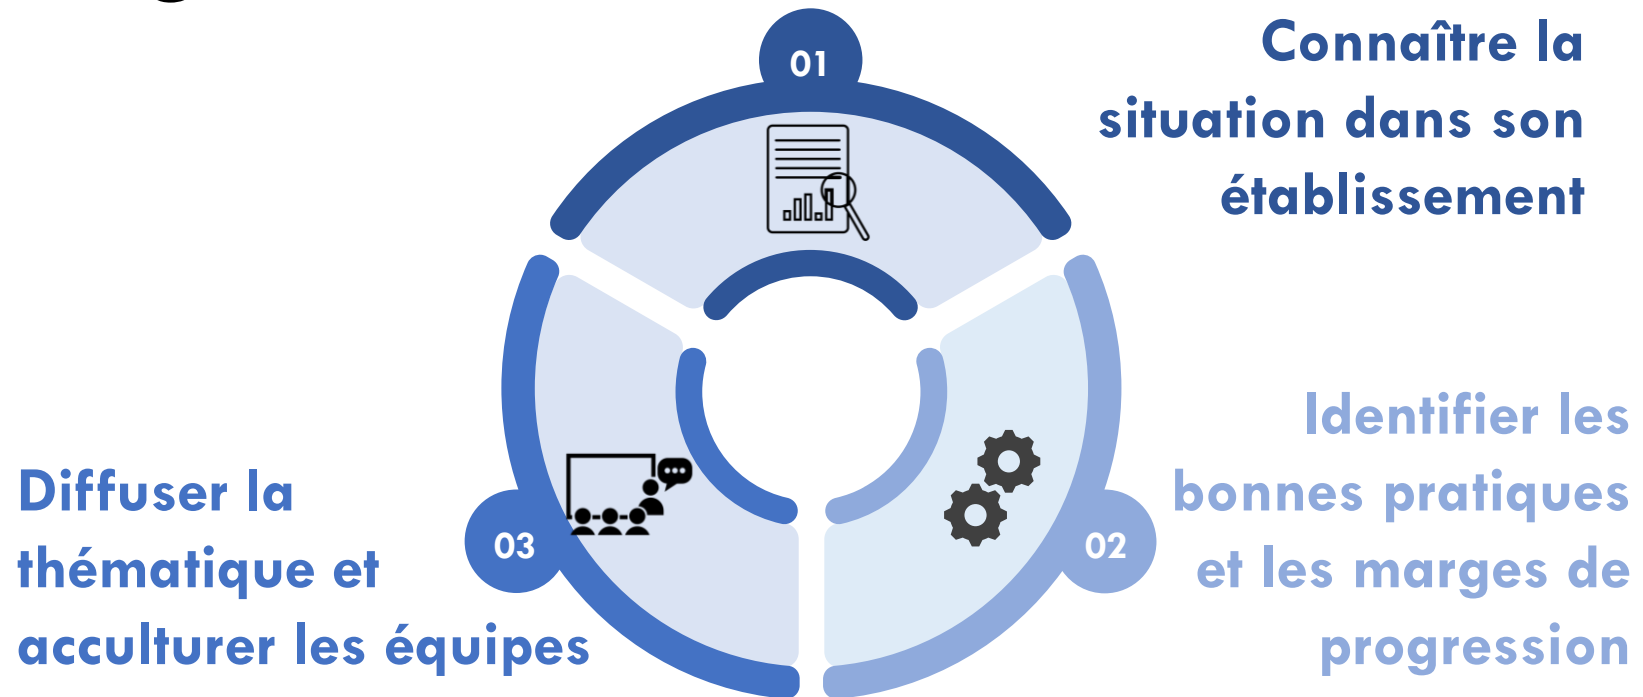 01
Connaître la
situation dans son
établissement
02
Identifier les
bonnes pratiques
et les marges de
progression
03
Diffuser la
thématique et
acculturer les équipes